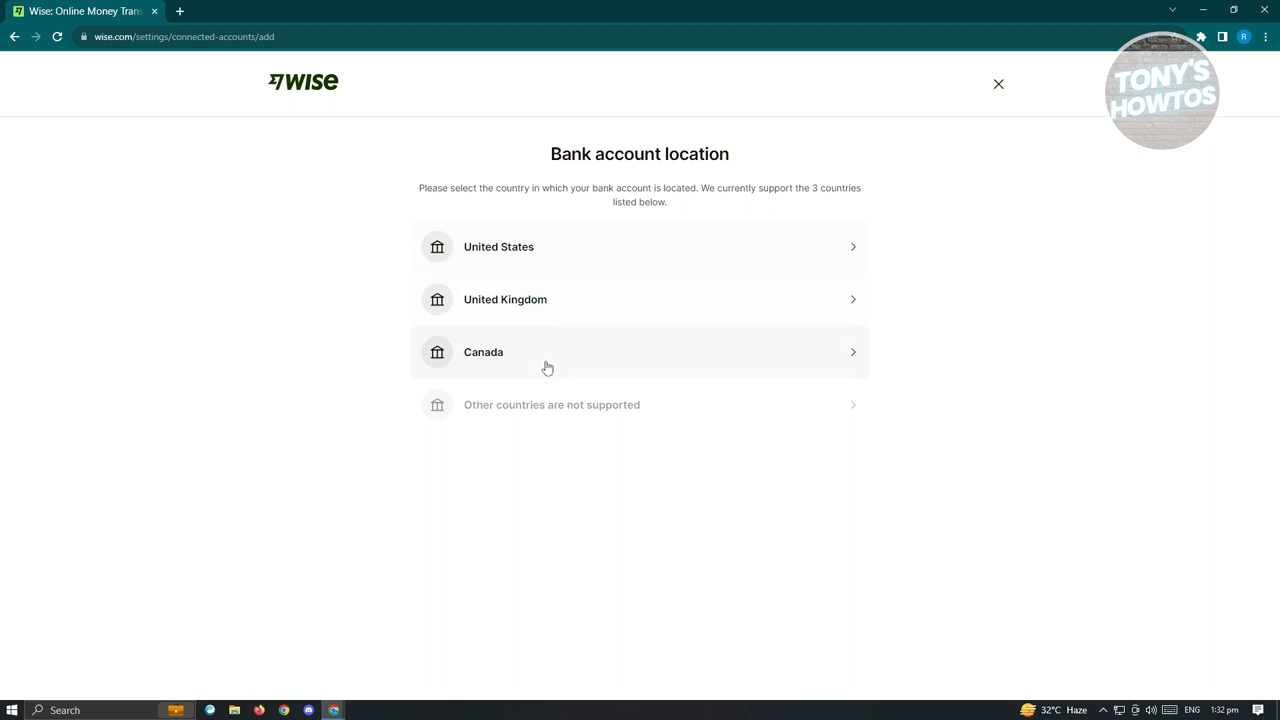 Wise: Online Money Trans
wise.com/settings/connected-accounts/add
R
WISE
TONY'S
HOWTOS
Bank account location
Please select the country in which your bank account is located. We currently support the 3 countries
listed below.
United States
United Kingdom
Canada
Other countries are not supported
Search
32°C Haze
ENG
1:32 pm